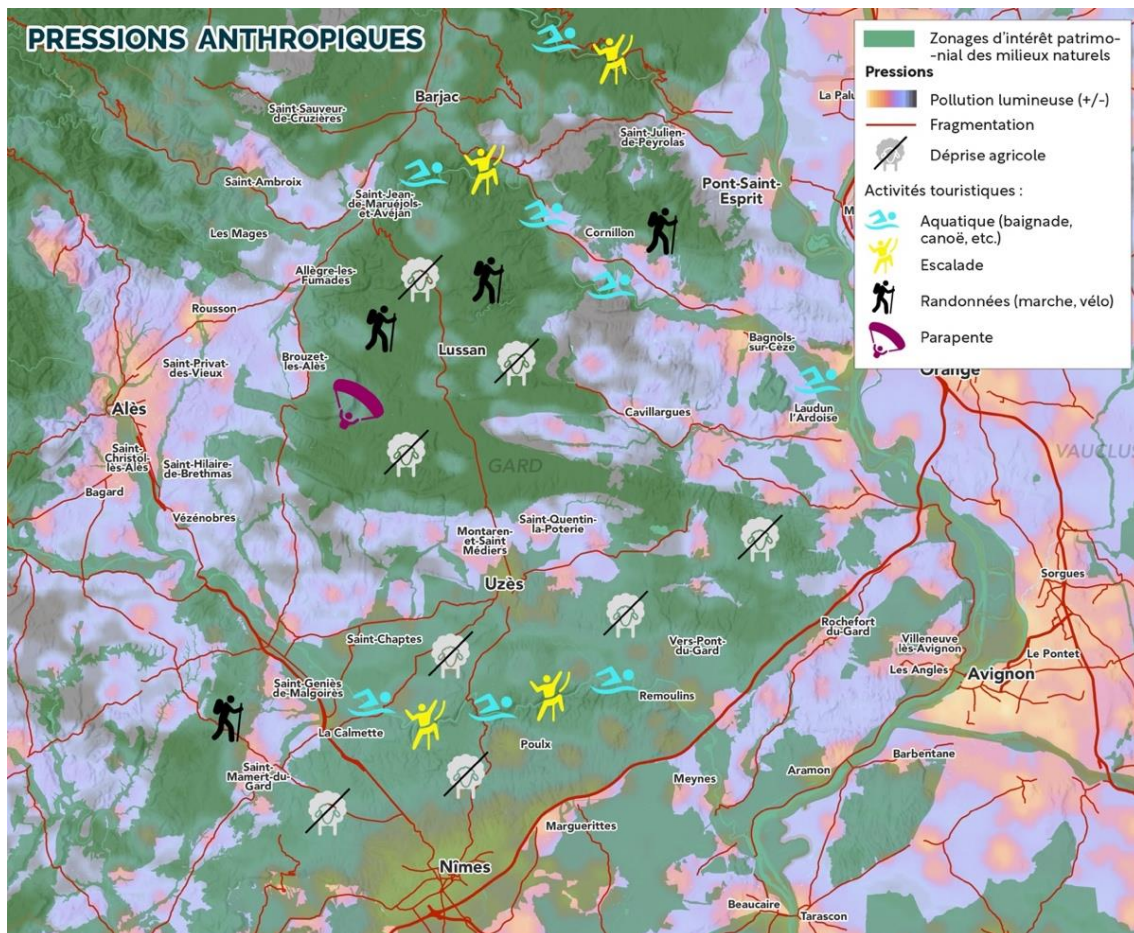 PRESSIONS ANTHROPIQUES
Zonages d'intérêt patrimo-
-nial des milieux naturels
Pressions
Pollution lumineuse (+/-)
Fragmentation
Déprise agricole
Activités touristiques :
Aquatique (baignade,
canoë, etc.)
Escalade
Randonnées (marche, vélo)
Parapente
Barjac
Saint-Sauveur-
de-Cruzières
Saint-Julien-
de-Peyrolas
Saint-Ambroix
Saint-Jean-
de-Maruéjols-
et-Avéjan
Pont-Saint-
Esprit
Les Mages
Cornillon
Allègre-les-
Fumades
Rousson
Lussan
Bagnols-
sur-Cèze
Saint-Privat-
des-Vieux
Brouzet-
les-Alès
Orange
Alès
Cavillargues
Laudun
l'Ardoise
Saint-
Christol-
lès-Alès
Saint-Hilaire-
de-Brethmas
GARD
VAUCLUS
Bagard
Vézénobres
Saint-Quentin-
la-Poterie
Montaren-
et-Saint
Médiers
Uzès
Sorgues
Saint-Chaptes
Vers-Pont-
du-Gard
Rochefort
du-Gard
Villeneuve
lès-Avignon
Le Pontet
Les Angles
Avignon
Saint-Geniès
de-Malgoirès
Remoulins
La Calmette
Poulx
Barbentane
Saint-
Mamert-du-
Gard
Meynes
Aramon
Marguerittes
Nîmes
Beaucaire
Tarascon